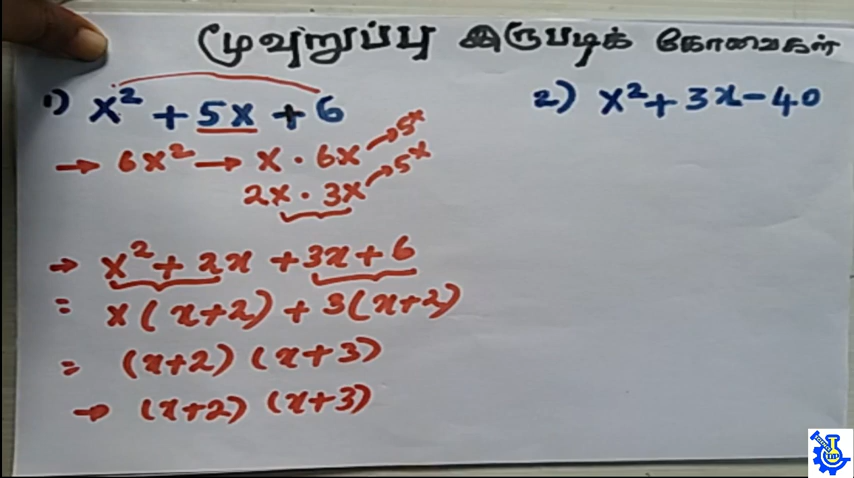 மூவுறுப்பு இருபடிக் கோவைகள்
1) x² + 5x + 6
→ 6x² → x · 6x → 5x
2x · 3x → 5x
→ x² + 2x + 3x + 6
= x(x+2) + 3(x+2)
= (x+2) (x+3)
→ (x+2) (x+3)
2) x² + 3x - 40